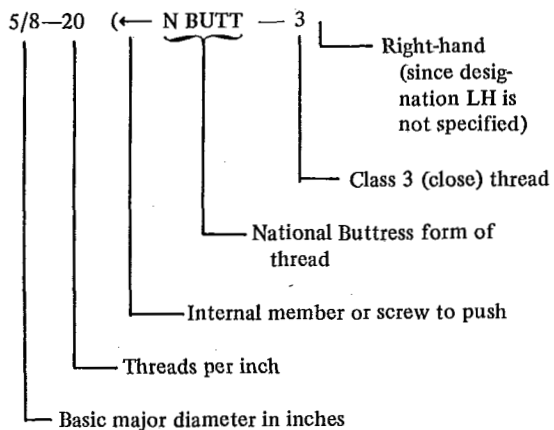 5/8—20 (← N BUTT — 3
Right-hand
(since desig-
nation LH is
not specified)
Class 3 (close) thread
National Buttress form of
thread
Internal member or screw to push
Threads per inch
Basic major diameter in inches